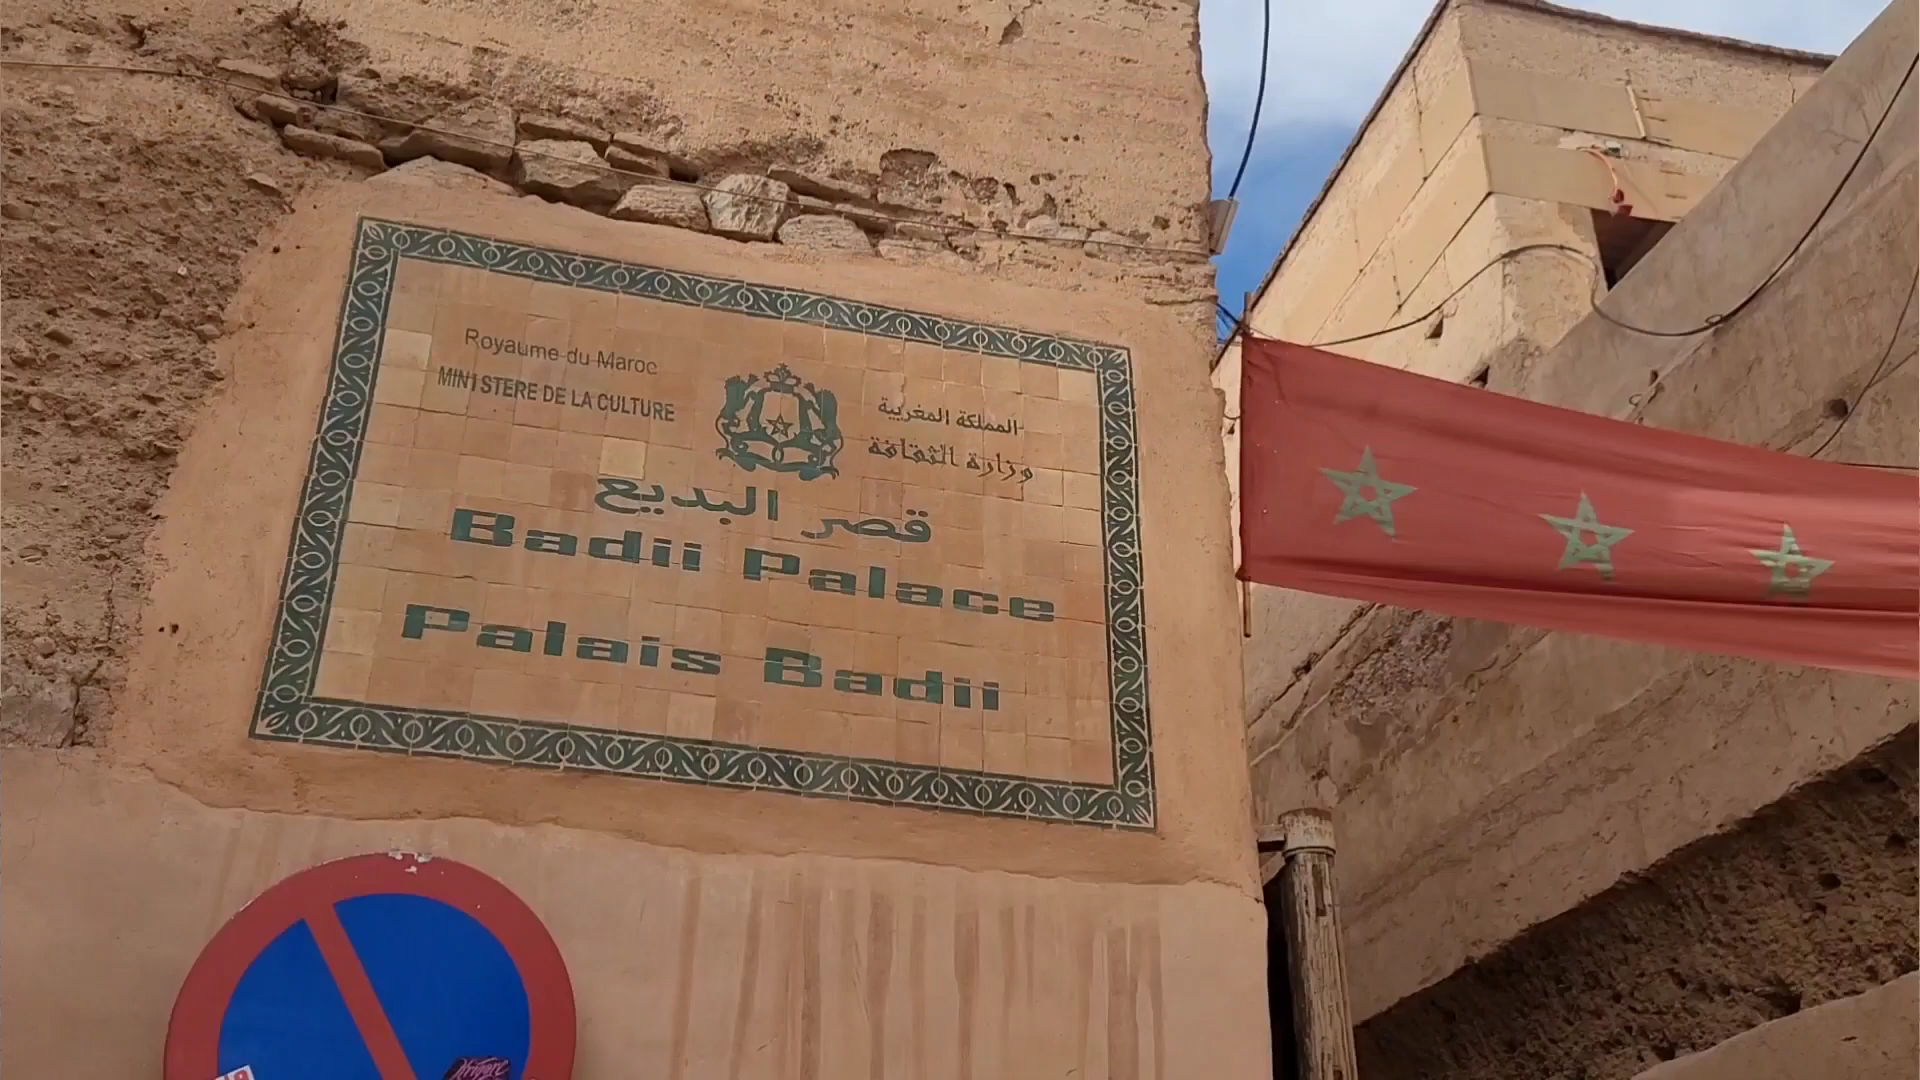 Royaume du Maroc
MINISTERE DE LA CULTURE
المملكة المغربية
وزارة الثقافة
قصر البديع
Badii Palace
Palais Badii